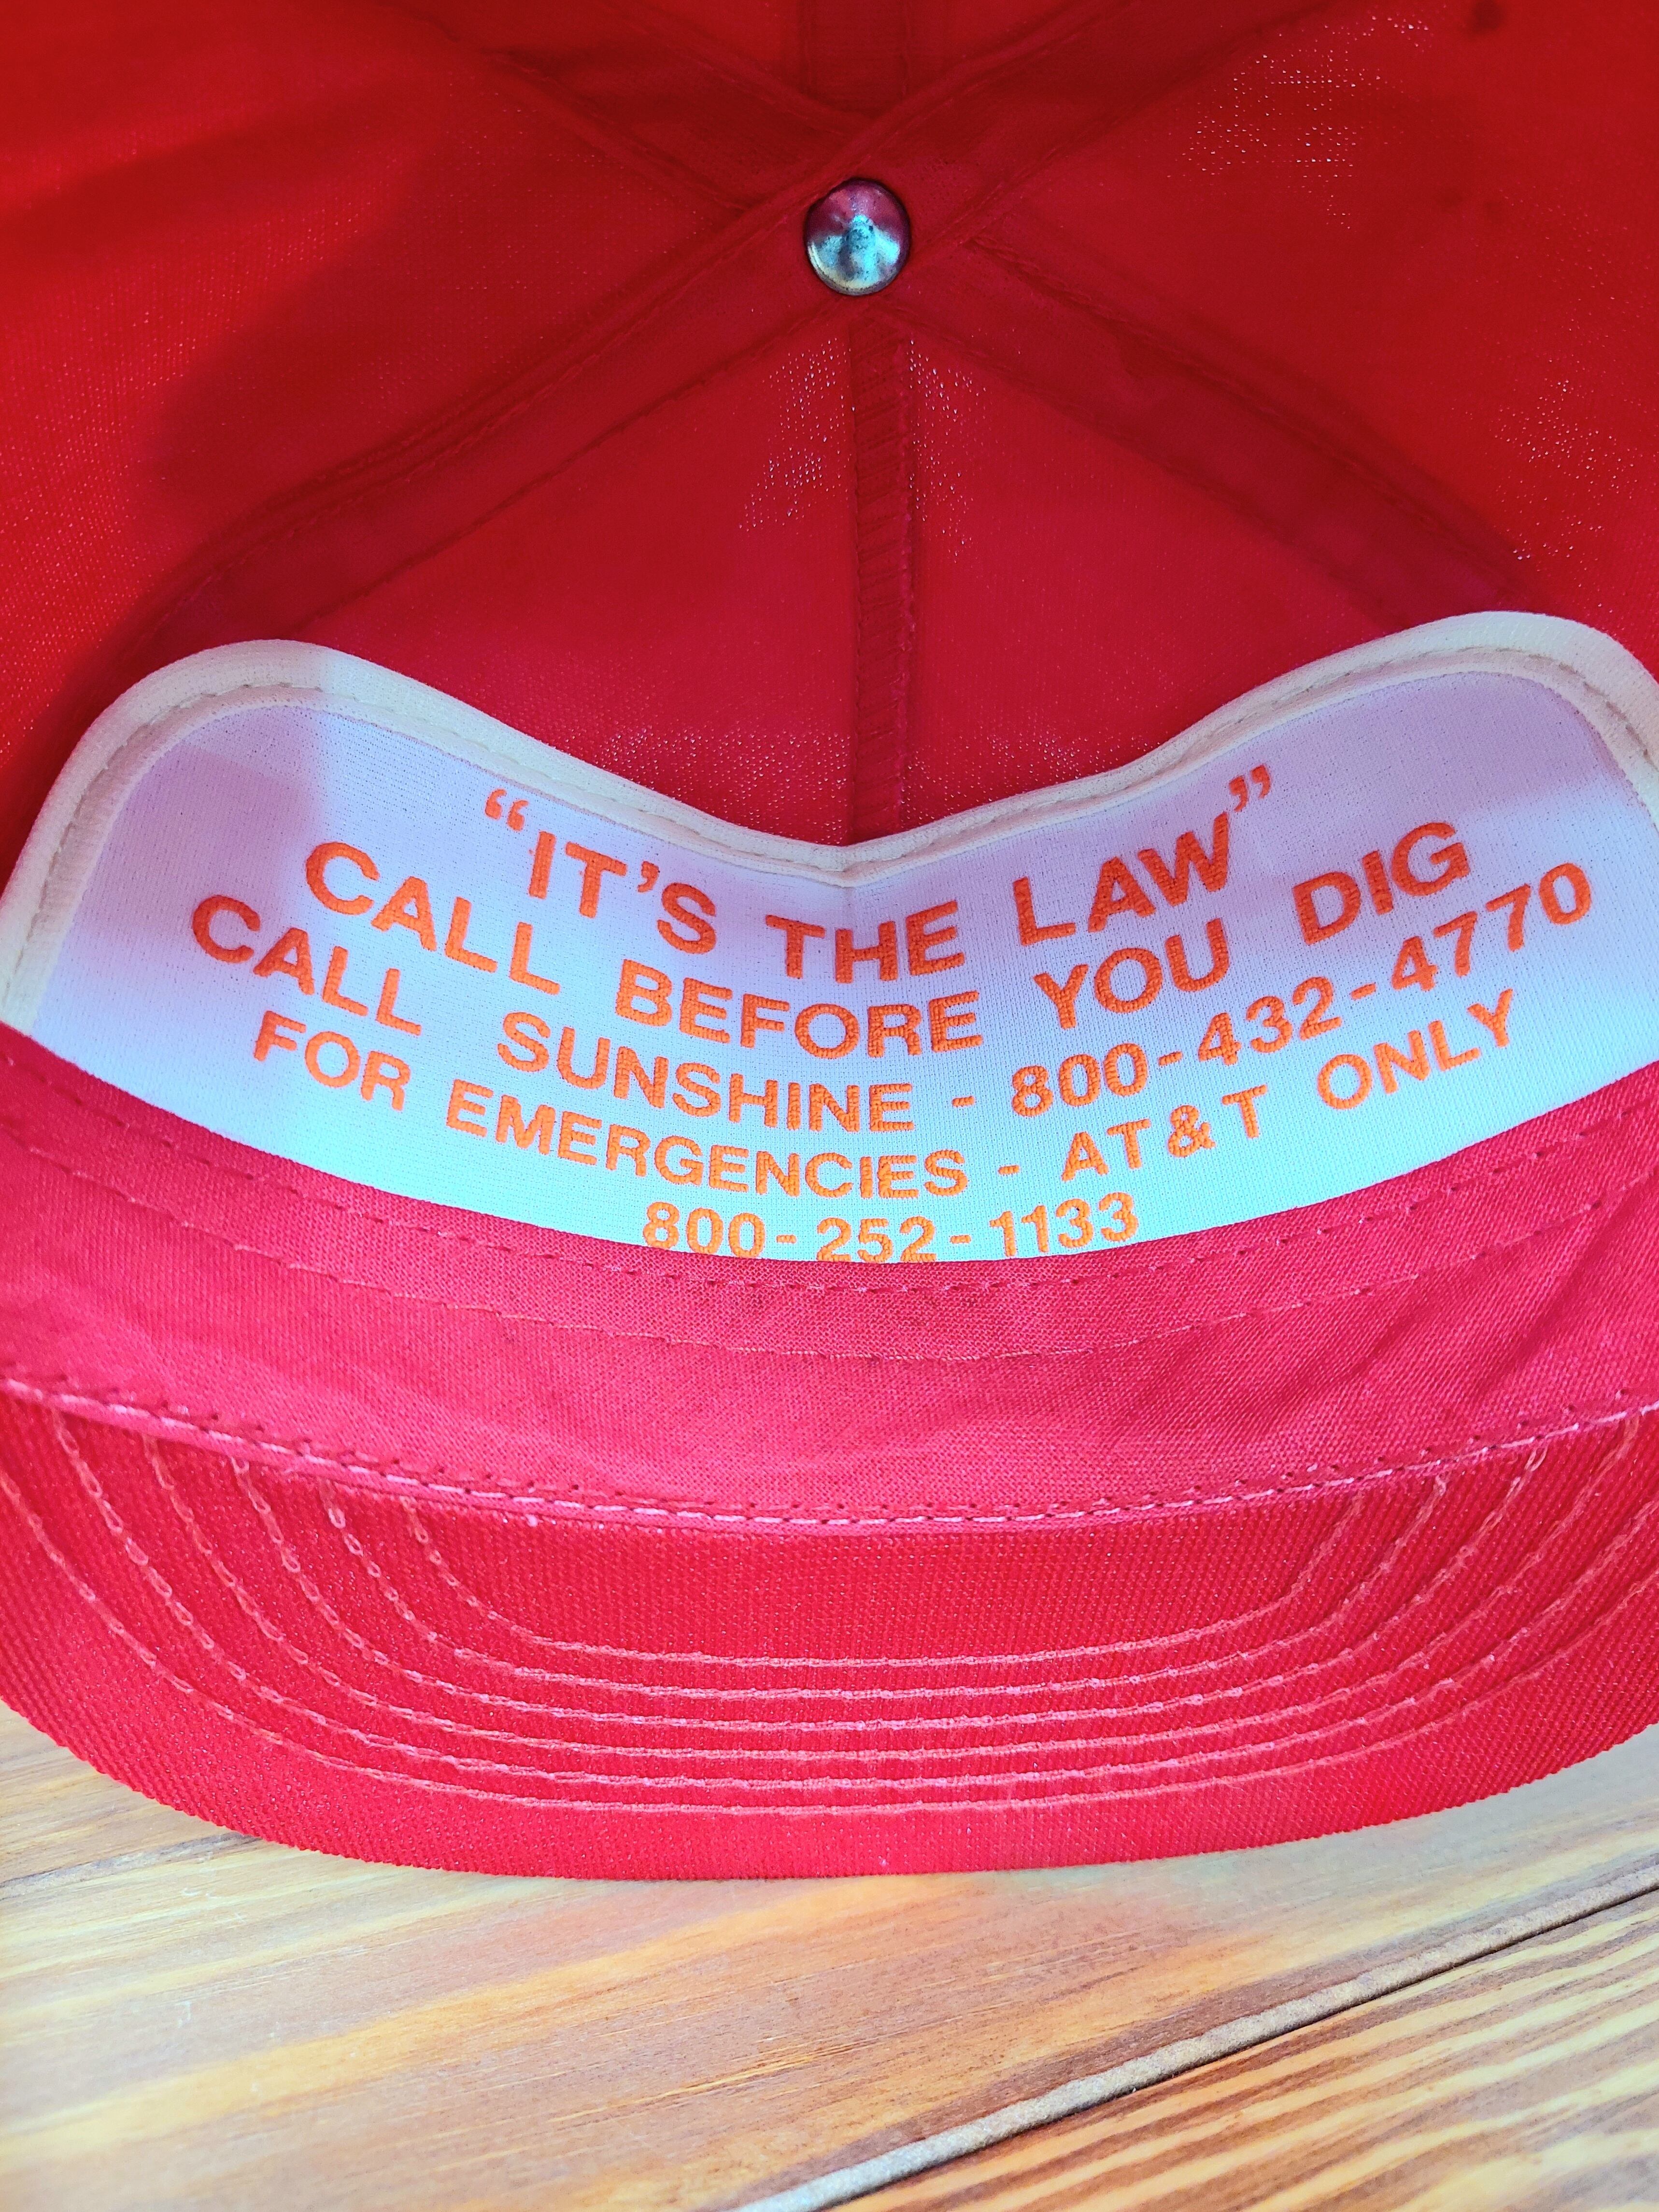 “IT’S THE LAW”
CALL BEFORE YOU DIG
CALL SUNSHINE - 800-432-4770
FOR EMERGENCIES - AT&T ONLY
800-252-1133